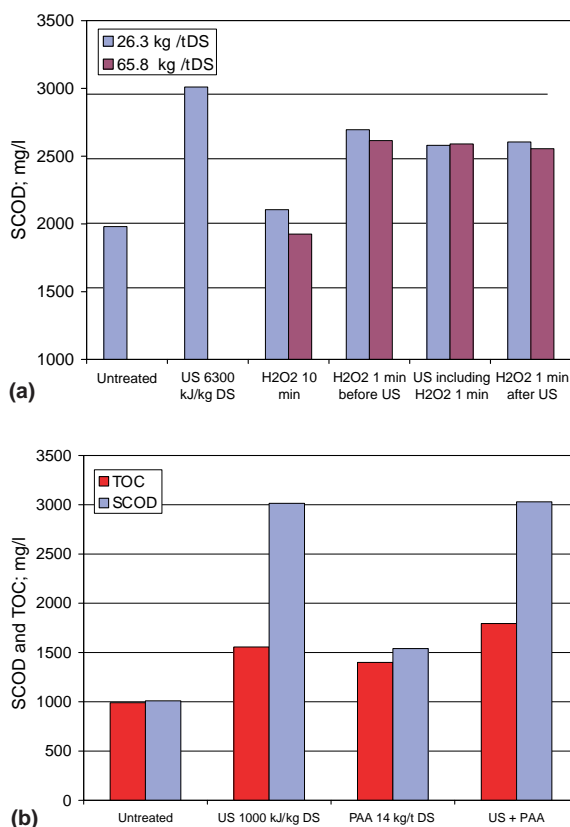 3500
26.3 kg /tDS
65.8 kg /tDS
3000
2500
2000
1500
1000
SCOD; mg/l
Untreated
US 6300
kJ/kg DS
H2O2 10
min
H2O2 1 min
before US
US including
H2O2 1 min
H2O2 1 min
after US
(a)
3500
TOC
SCOD
3000
2500
2000
1500
1000
500
0
SCOD and TOC; mg/l
Untreated
US 1000 kJ/kg DS
PAA 14 kg/t DS
US + PAA
(b)